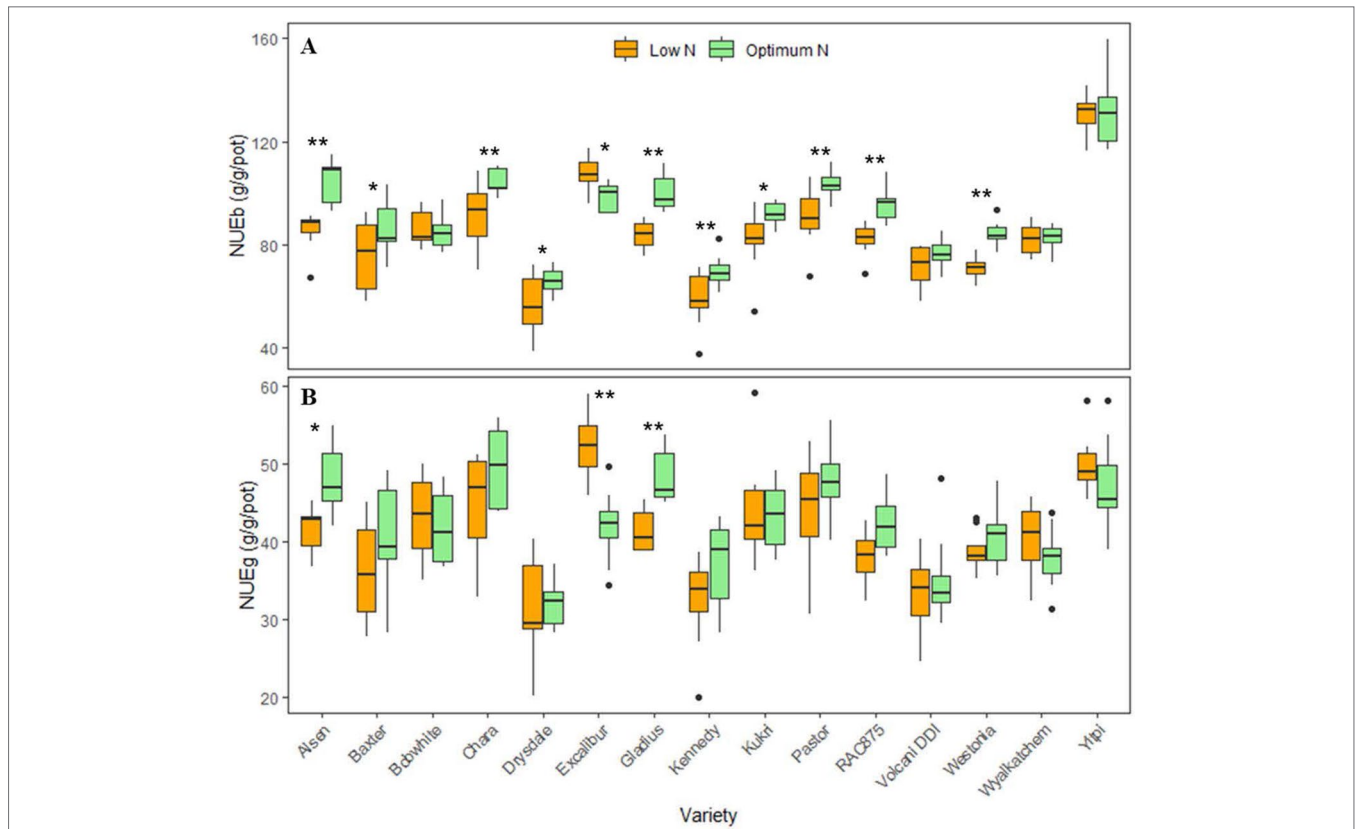 A
Low N Optimum N
160
120
80
40
NUEb (g/g/pot)
** * ** * * ** ** * ** ** **
B
60
50
40
30
20
NUEg (g/g/pot)
* ** **
Alsen Baxter Bobwhite Chara Drysdale Excalibur Gladius Kennedy Kukri Pastor RAC875 Volcani DDI Westonia Wyalkatchem Yitpi
Variety